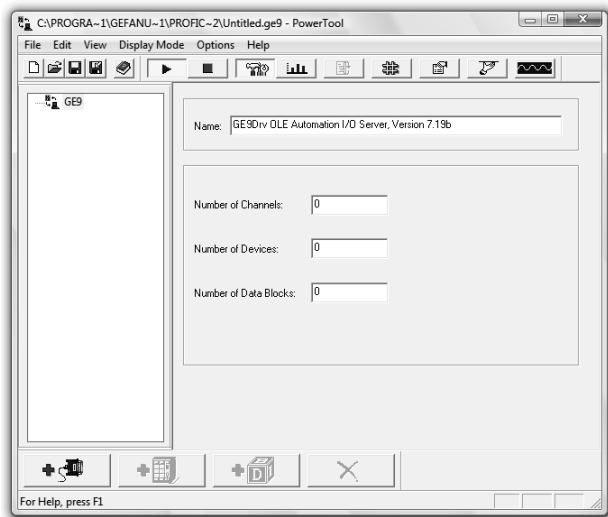 C:\PROGRA~1\GEFANU~1\PROFIC~2\Untitled.ge9 - PowerTool
File Edit View Display Mode Options Help
GE9
Name: GE9Drv OLE Automation I/O Server, Version 7.19b
Number of Channels: 0
Number of Devices: 0
Number of Data Blocks: 0
D
For Help, press F1